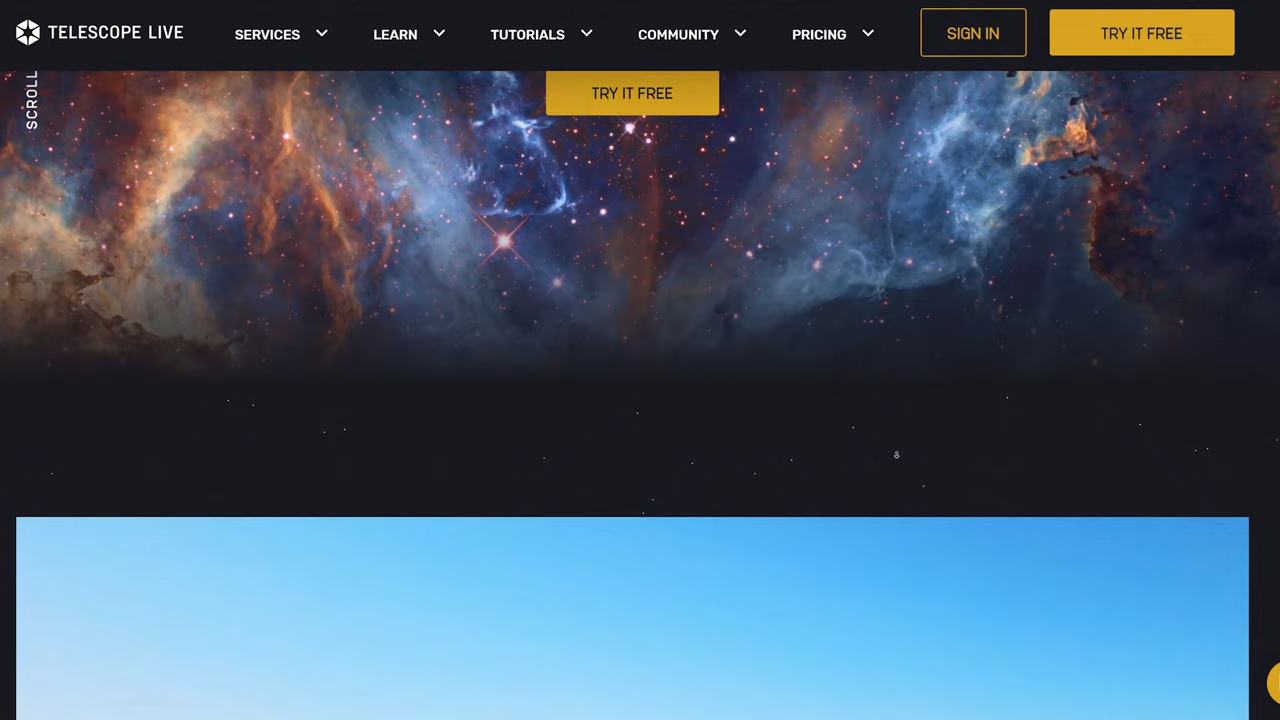 TELESCOPE LIVE
SERVICES
LEARN
TUTORIALS
COMMUNITY
PRICING
SIGN IN
TRY IT FREE
SCROLL
TRY IT FREE